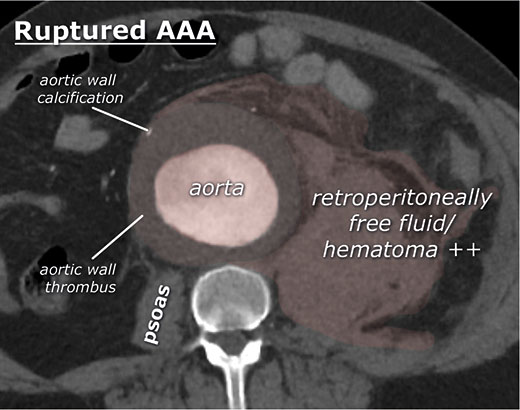 Ruptured AAA
aortic wall
calcification
aorta
retroperitoneally
free fluid/
hematoma ++
aortic wall
thrombus
psoas